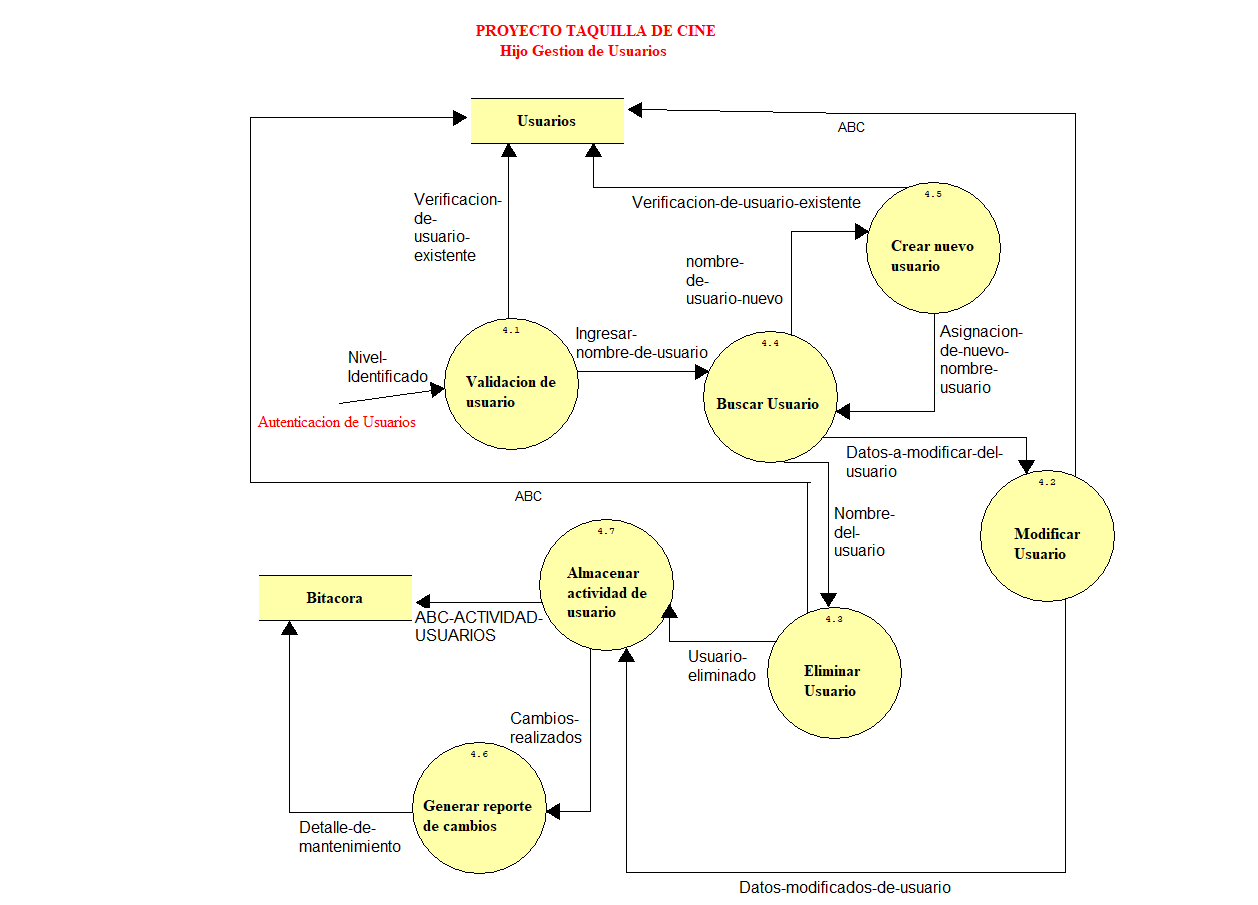 PROYECTO TAQUILLA DE CINE
Hijo Gestion de Usuarios
Usuarios
ABC
Verificacion-
de-
usuario-
existente
Verificacion-de-usuario-existente
4.5
Crear nuevo
usuario
nombre-
de-
usuario-nuevo
Nivel-
Identificado
Autenticacion de Usuarios
4.1
Validacion de
usuario
Ingresar-
nombre-de-usuario
4.4
Buscar Usuario
Asignacion-
de-nuevo-
nombre-
usuario
Datos-a-modificar-del-
usuario
4.2
Modificar
Usuario
ABC
Nombre-
del-
usuario
4.7
Almacenar
actividad de
usuario
Bitacora
ABC-ACTIVIDAD-
USUARIOS
4.3
Eliminar
Usuario
Usuario-
eliminado
Cambios-
realizados
4.6
Generar reporte
de cambios
Detalle-de-
mantenimiento
Datos-modificados-de-usuario